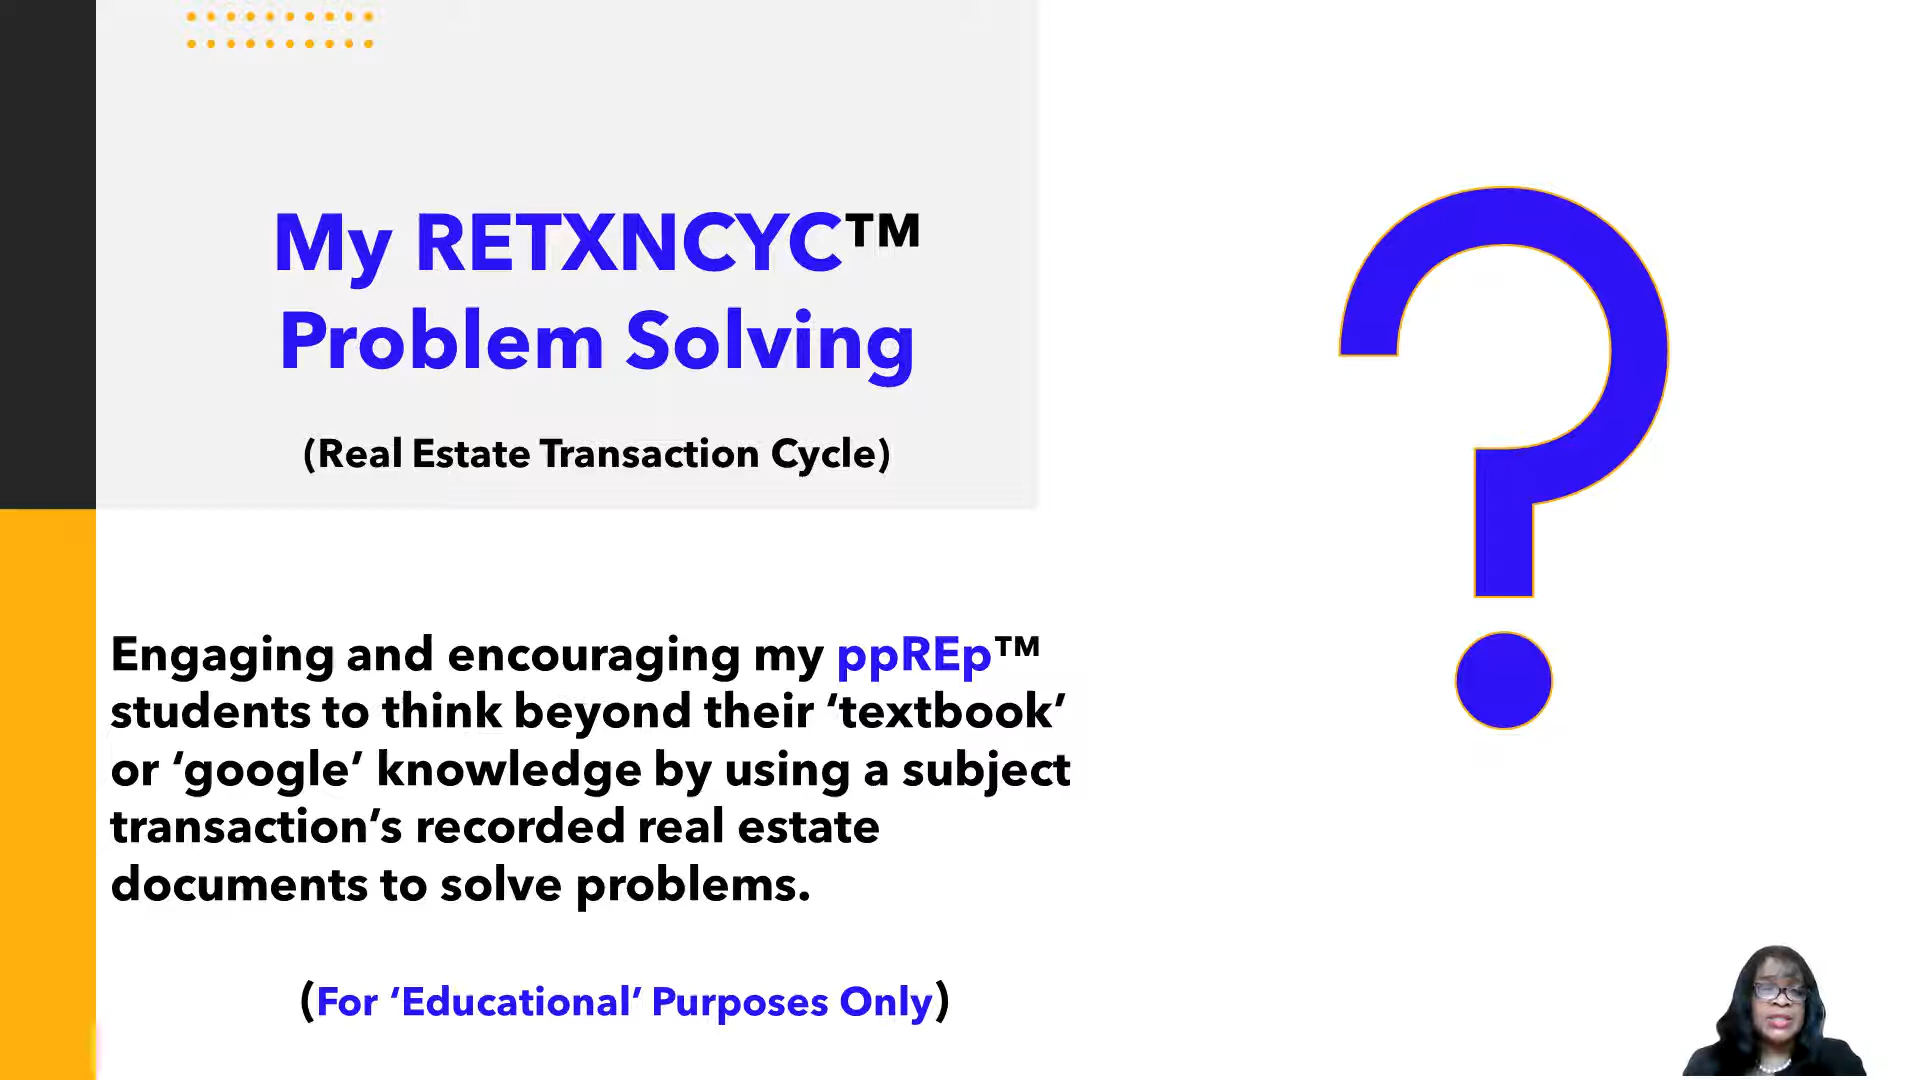 My RETXNCYC™
Problem Solving
(Real Estate Transaction Cycle)
Engaging and encouraging my ppREp™
students to think beyond their ‘textbook’
or ‘google’ knowledge by using a subject
transaction’s recorded real estate
documents to solve problems.
(For ‘Educational’ Purposes Only)
?